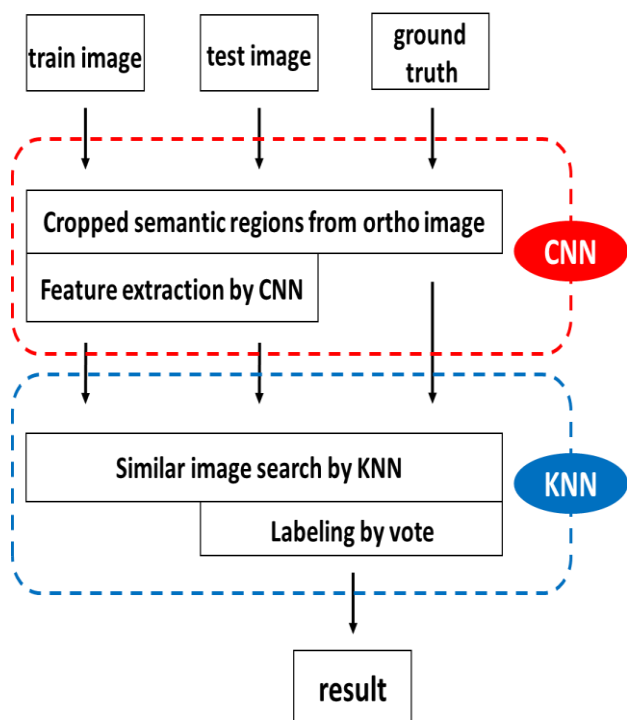 train image
test image
ground
truth
Cropped semantic regions from ortho image
CNN
Feature extraction by CNN
Similar image search by KNN
KNN
Labeling by vote
result